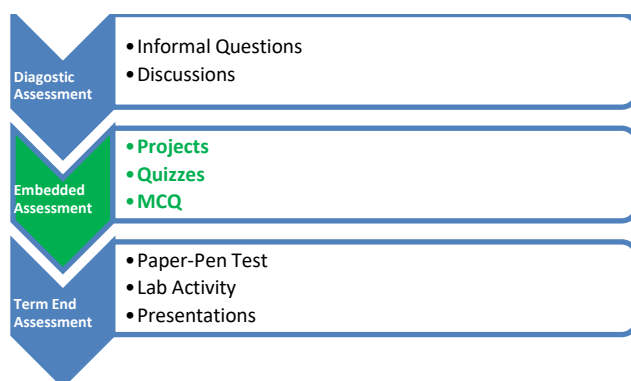 Diagostic
Assessment
•Informal Questions
•Discussions
Embedded
Assessment
•Projects
•Quizzes
•MCQ
Term End
Assessment
•Paper-Pen Test
•Lab Activity
•Presentations